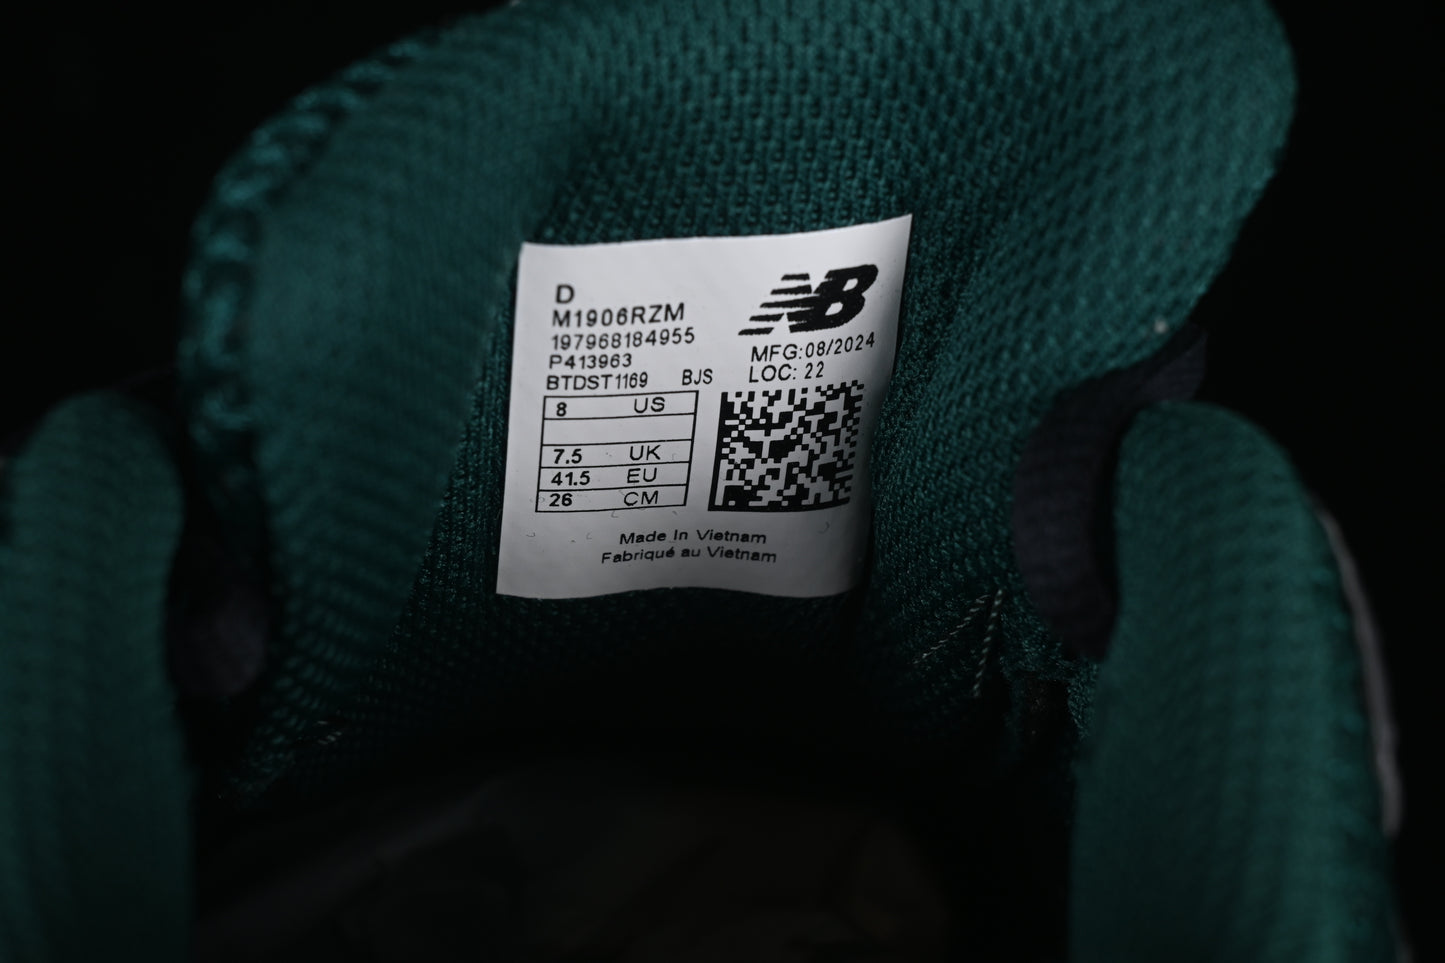 D
M1906RZM
197968184955
P413963
BTDST1169 BJS
NB
MFG:08/2024
LOC: 22
8 US
7.5 UK
41.5 EU
26 CM
Made In Vietnam
Fabriqué au Vietnam